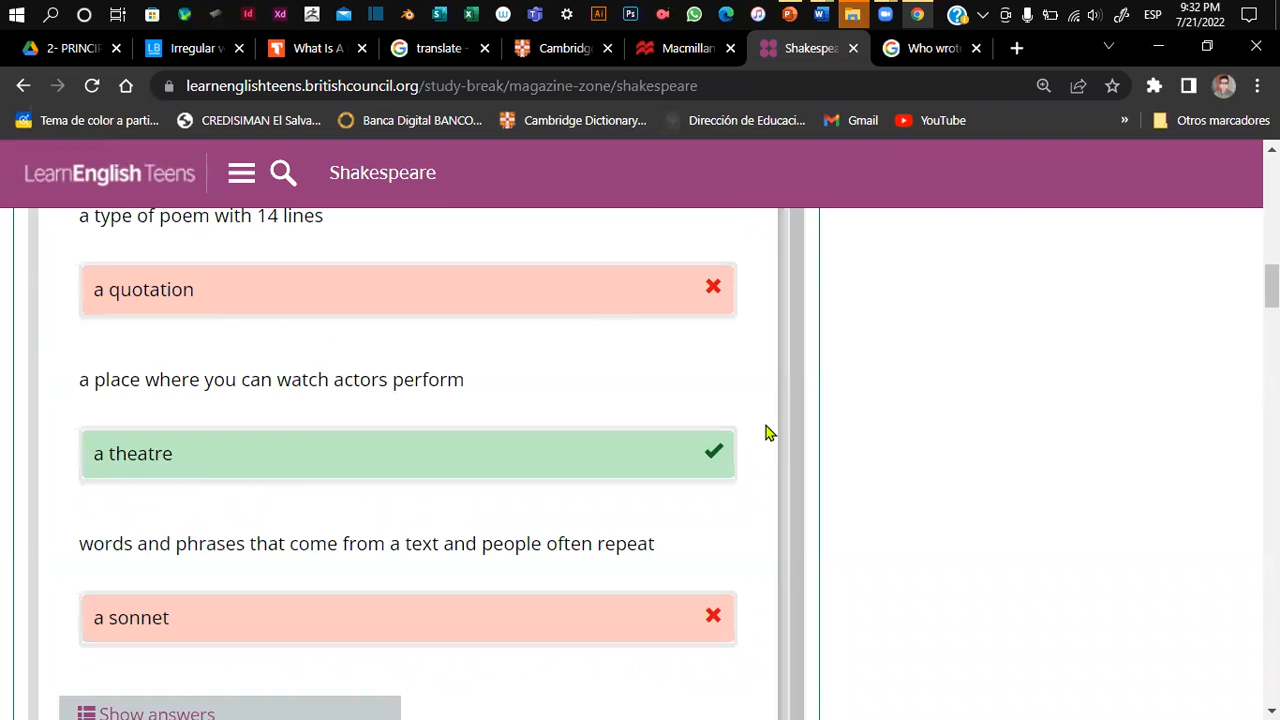 9:32 PM
ESP
7/21/2022
2- PRINCIP
Irregular v
What Is A
translate -
Cambridg
Macmillan
Shakespea
Who wrot
learnenglishteens.britishcouncil.org/study-break/magazine-zone/shakespeare
Tema de color a parti...
CREDISIMAN El Salva...
Banca Digital BANCO...
Cambridge Dictionary...
Dirección de Educaci...
Gmail
YouTube
»
Otros marcadores
LearnEnglish Teens
Shakespeare
a type of poem with 14 lines
a quotation
a place where you can watch actors perform
a theatre
words and phrases that come from a text and people often repeat
a sonnet
Show answers